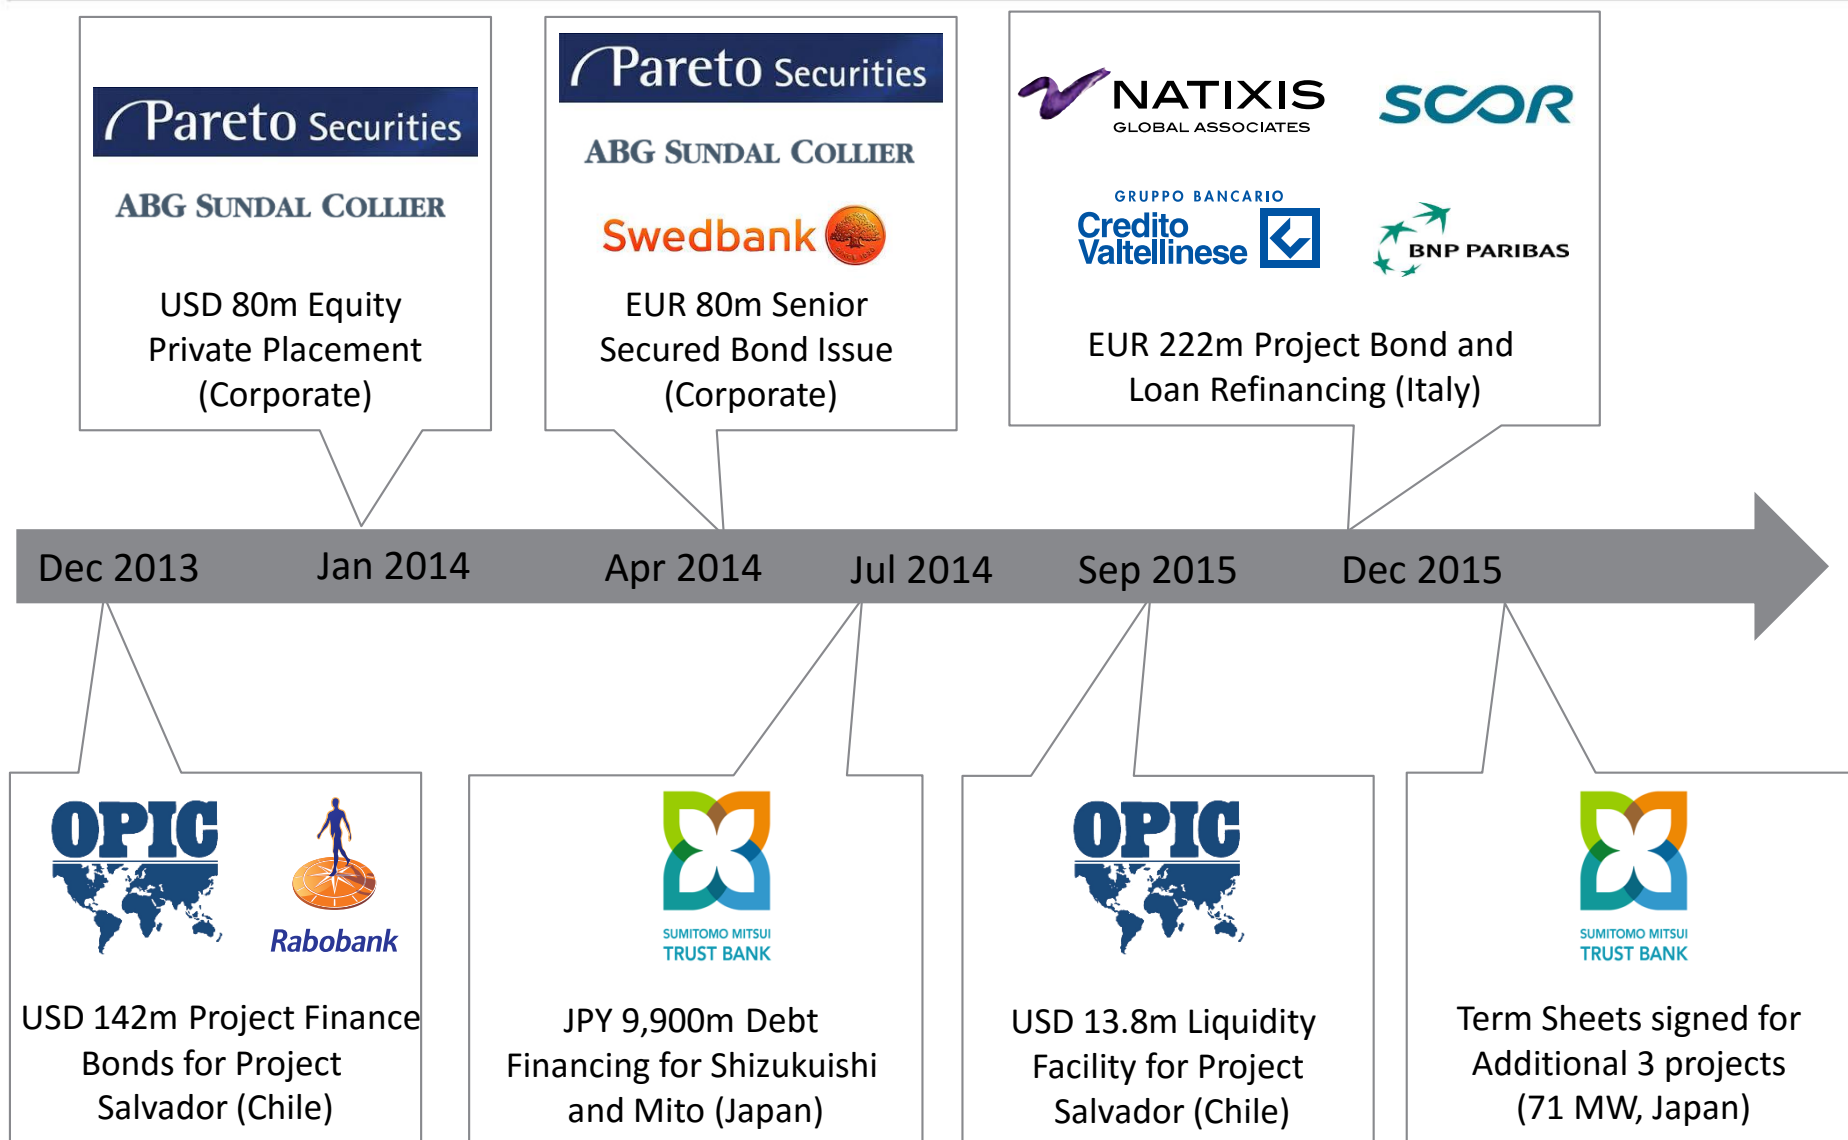 Pareto Securities
ABG SUNDAL COLLIER
USD 80m Equity
Private Placement
(Corporate)
Pareto Securities
ABG SUNDAL COLLIER
Swedbank
EUR 80m Senior
Secured Bond Issue
(Corporate)
NATIXIS
GLOBAL ASSOCIATES
SCOR
GRUPPO BANCARIO
Credito
Valtellinese
BNP PARIBAS
EUR 222m Project Bond and
Loan Refinancing (Italy)
Dec 2013
Jan 2014
Apr 2014
Jul 2014
Sep 2015
Dec 2015
OPIC
Rabobank
USD 142m Project Finance
Bonds for Project
Salvador (Chile)
SUMITOMO MITSUI
TRUST BANK
JPY 9,900m Debt
Financing for Shizukuishi
and Mito (Japan)
OPIC
USD 13.8m Liquidity
Facility for Project
Salvador (Chile)
SUMITOMO MITSUI
TRUST BANK
Term Sheets signed for
Additional 3 projects
(71 MW, Japan)